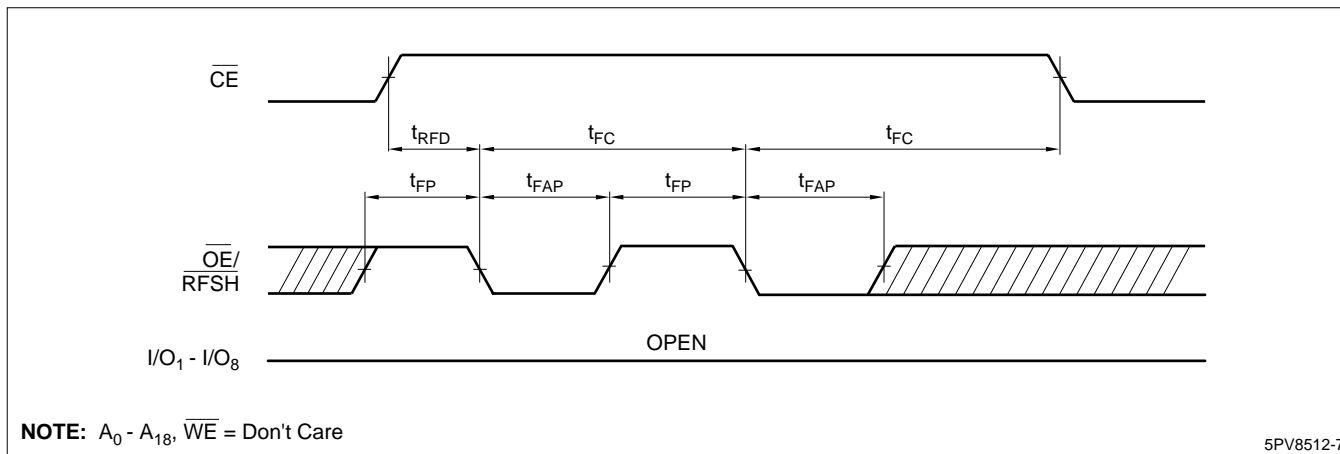 CE
tRFD tFC tFC
tFP tFAP tFP tFAP
OE/
RFSH
OPEN
I/O1 - I/O8
NOTE: A0 - A18, WE = Don't Care
5PV8512-7